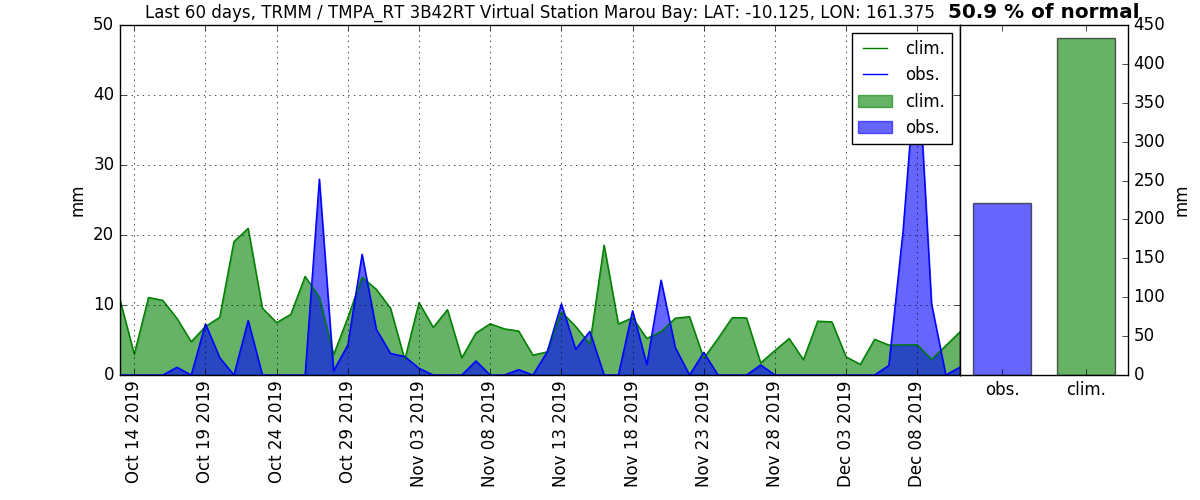 Last 60 days, TRMM / TMPA_RT 3B42RT Virtual Station Marou Bay: LAT: -10.125, LON: 161.375 50.9 % of normal
50
40
30
20
10
0
mm
clim.
obs.
clim.
obs.
450
400
350
300
250
200
150
100
50
0
mm
obs. clim.
Oct 14 2019
Oct 19 2019
Oct 24 2019
Oct 29 2019
Nov 03 2019
Nov 08 2019
Nov 13 2019
Nov 18 2019
Nov 23 2019
Nov 28 2019
Dec 03 2019
Dec 08 2019